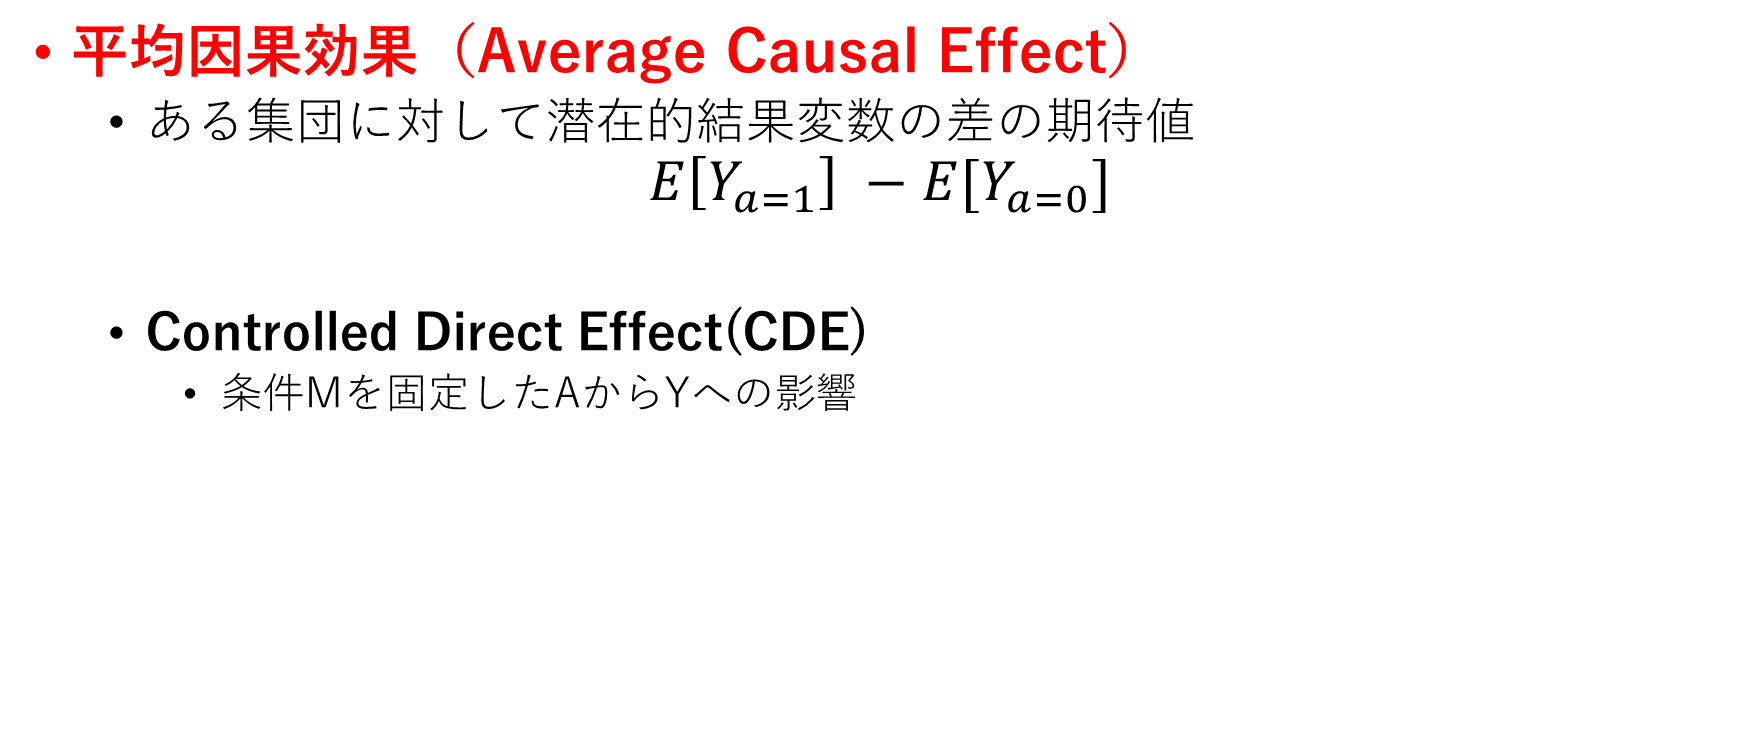 • 平均因果効果（Average Causal Effect）
• ある集団に対して潜在的結果変数の差の期待値
E[Y_{a=1}] − E[Y_{a=0}]
• Controlled Direct Effect(CDE)
• 条件Mを固定したAからYへの影響